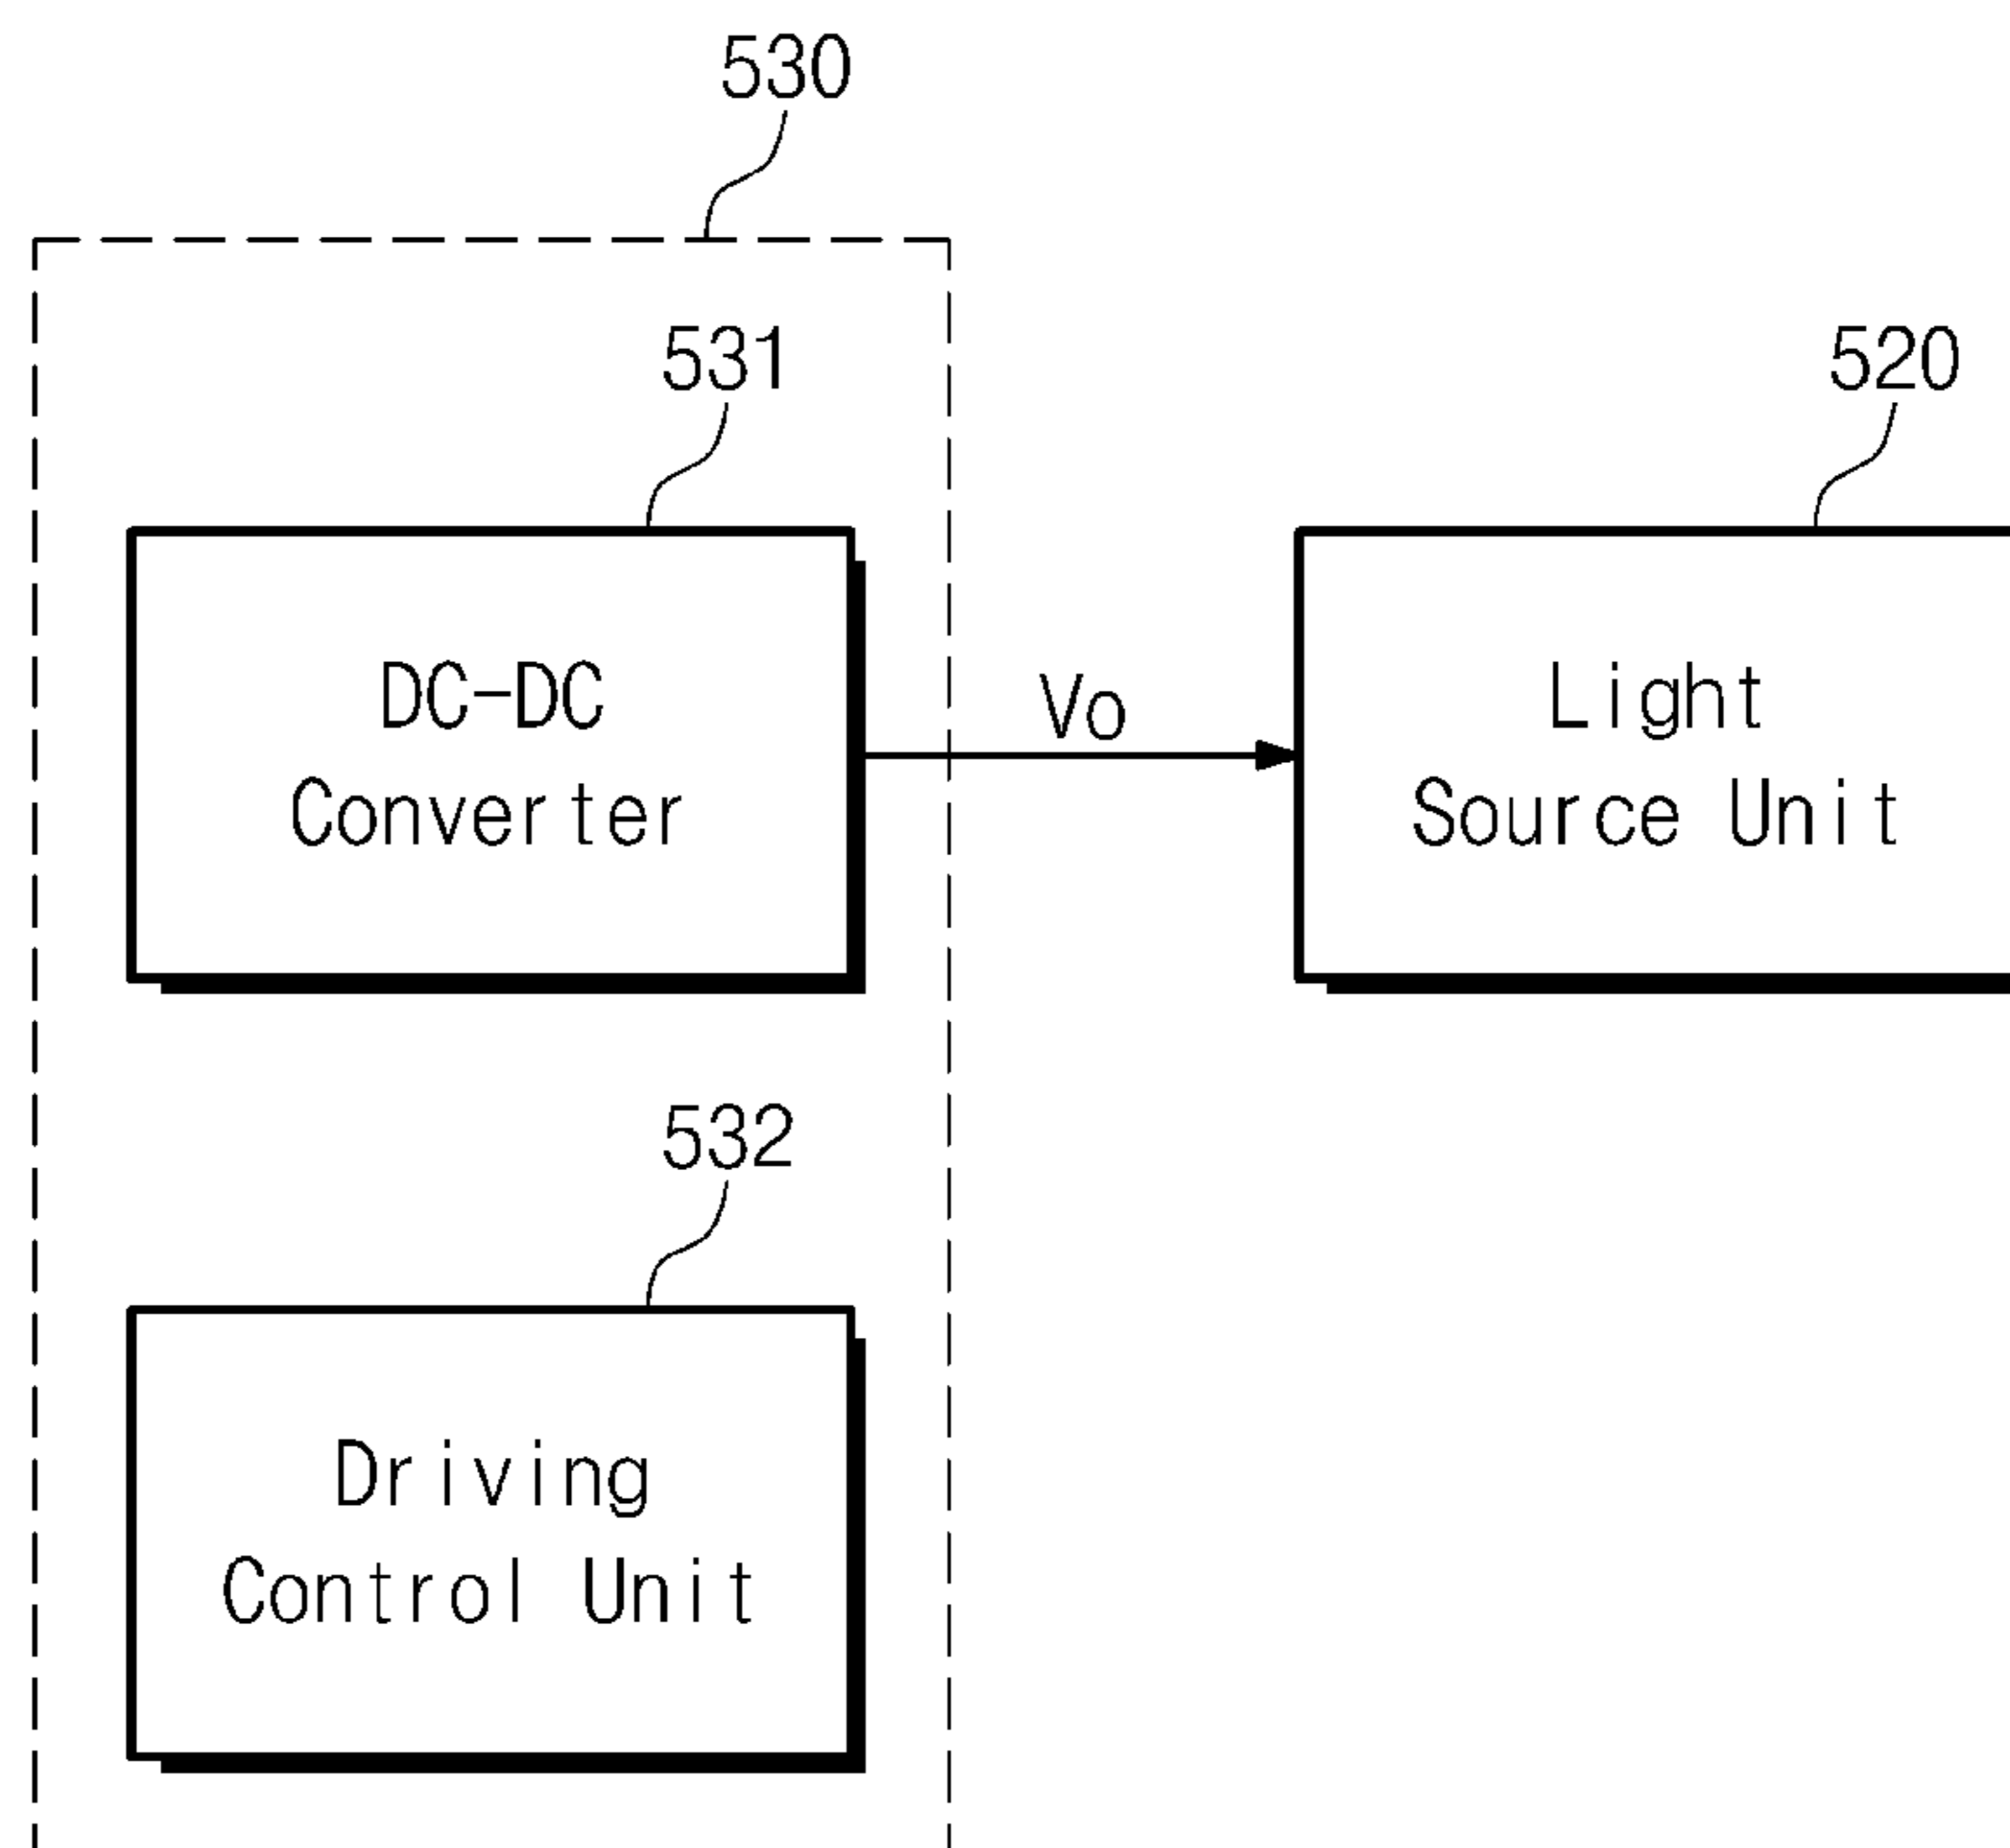 530
531
520
DC-DC
Converter
Vo
Light
Source Unit
532
Driving
Control Unit